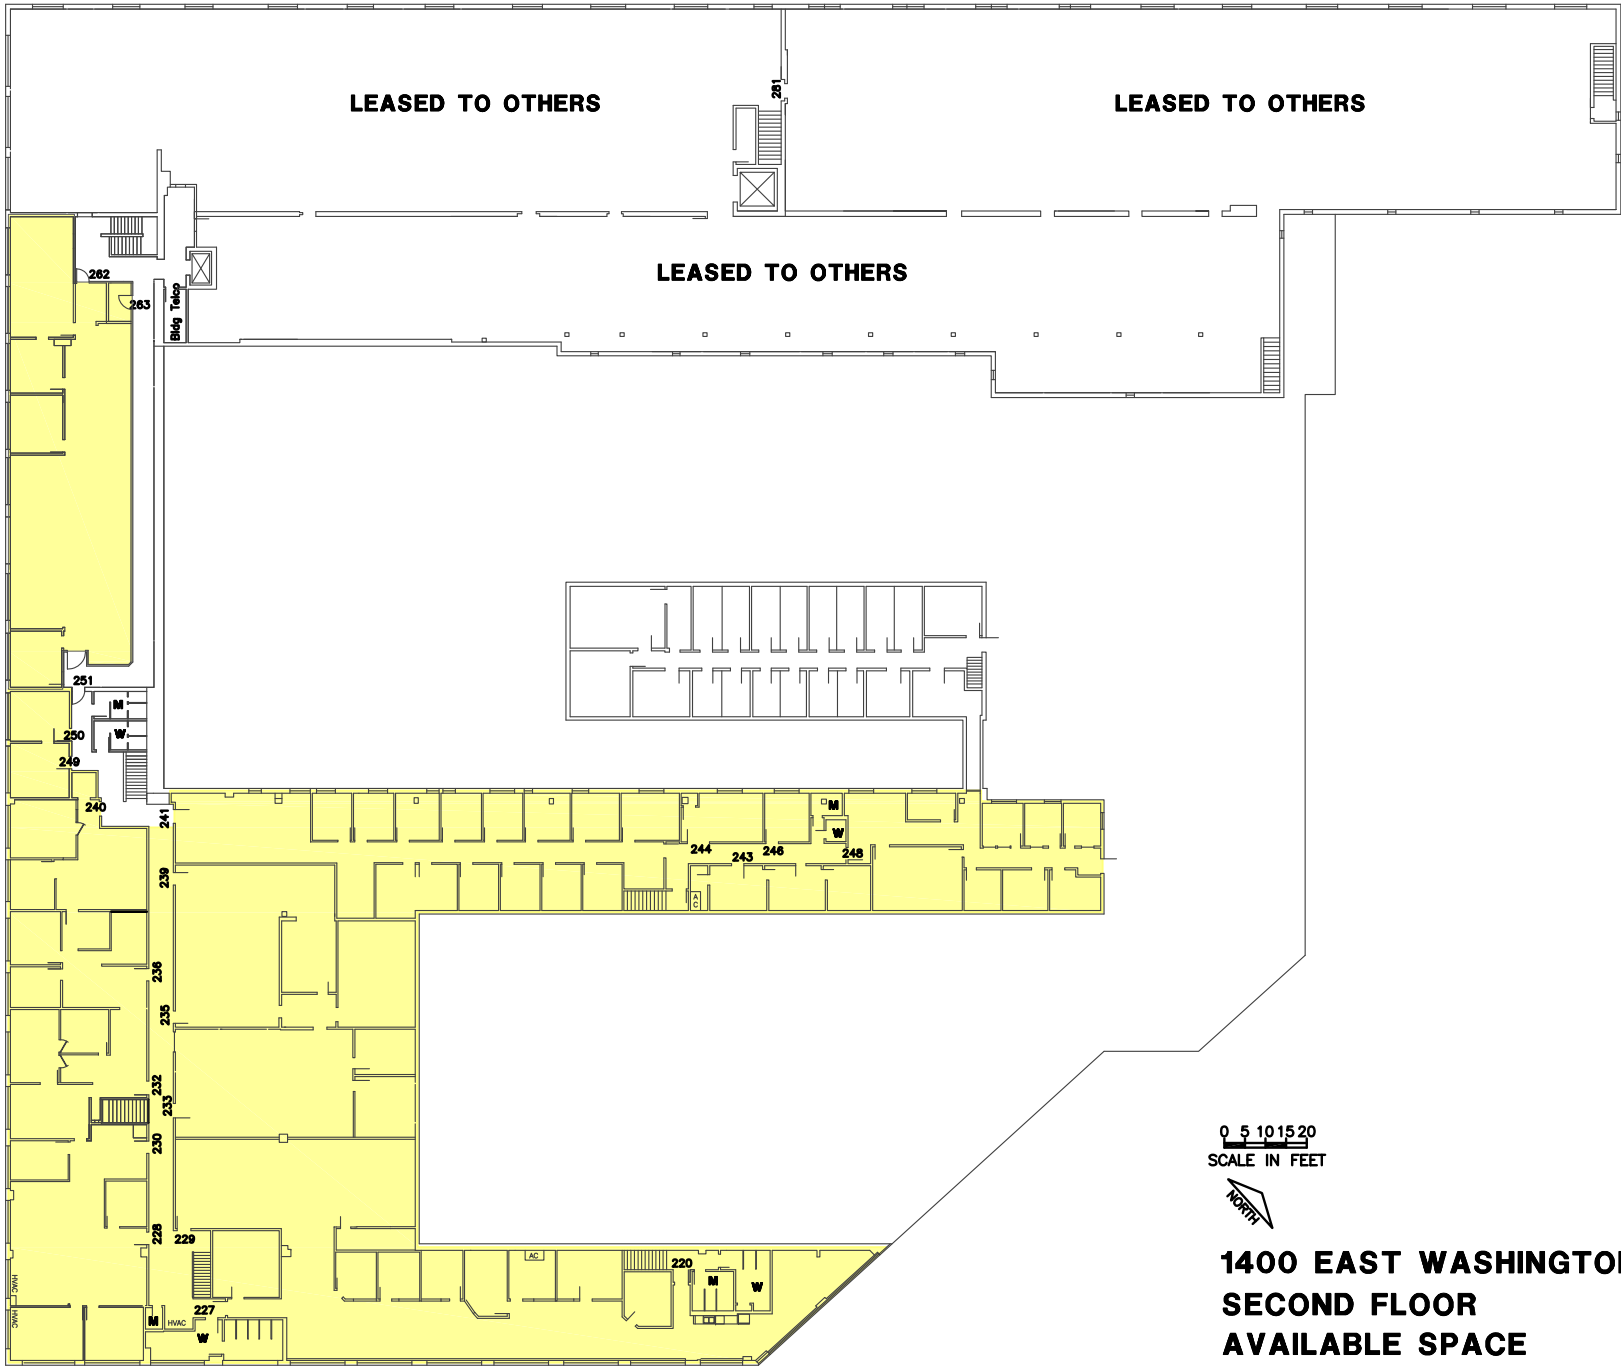 LEASED TO OTHERS
LEASED TO OTHERS
281
LEASED TO OTHERS
262
263
Bldg Telco
251
M
250
W
249
240
241
M
W
244
243
246
248
239
A
C
236
235
232
233
230
228
229
220
AC
M
W
HVAC
HVAC
227
M
HVAC
W
0 5 10 15 20
SCALE IN FEET
NORTH
1400 EAST WASHINGTO
SECOND FLOOR
AVAILABLE SPACE